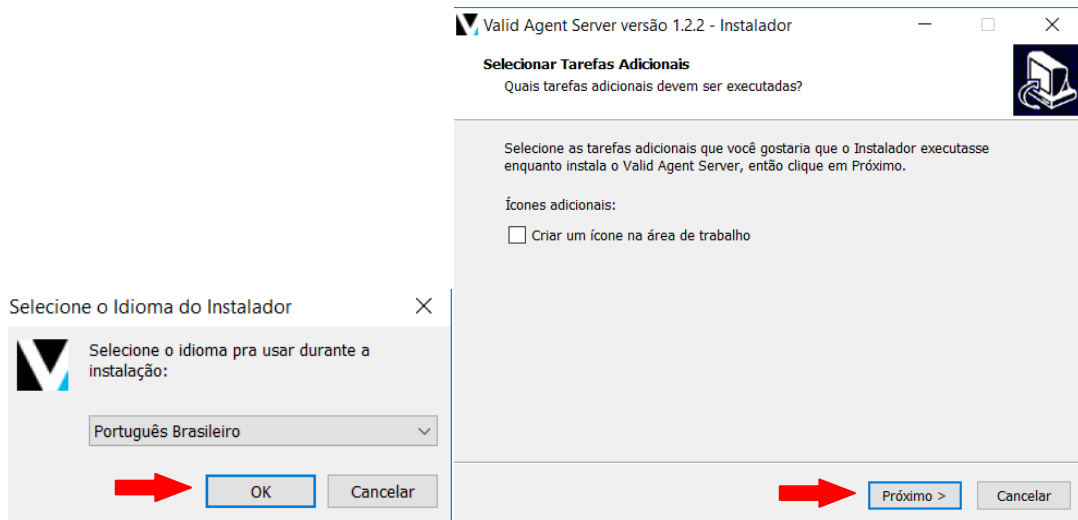 Selecione o Idioma do Instalador
Selecione o idioma pra usar durante a
instalação:
Português Brasileiro
OK
Cancelar
Valid Agent Server versão 1.2.2 - Instalador
Selecionar Tarefas Adicionais
Quais tarefas adicionais devem ser executadas?
Selecione as tarefas adicionais que você gostaria que o Instalador executasse
enquanto instala o Valid Agent Server, então clique em Próximo.
Ícones adicionais:
Criar um ícone na área de trabalho
Próximo >
Cancelar